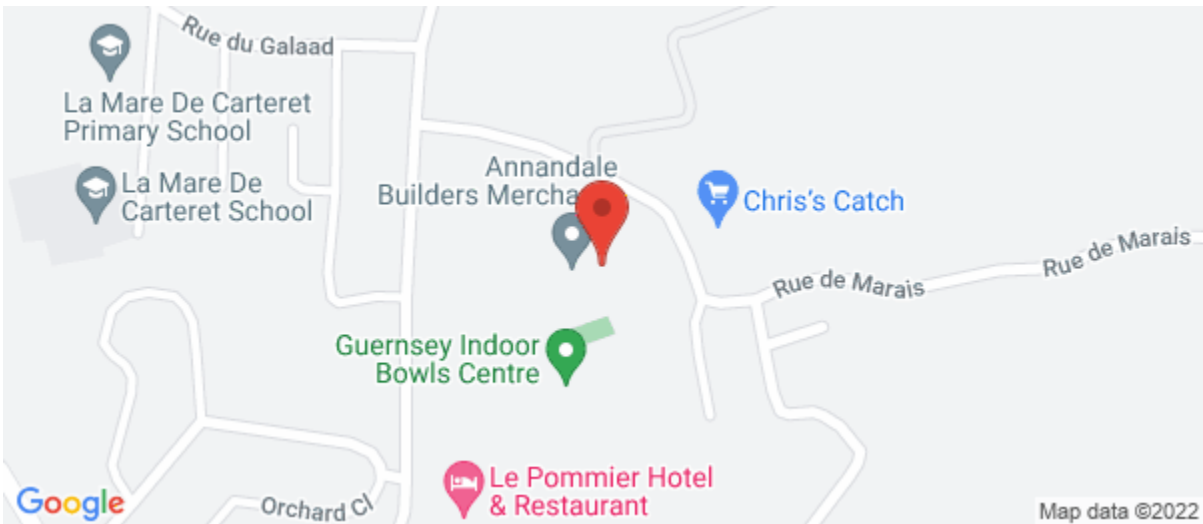 Rue du Galaad
La Mare De Carteret
Primary School
La Mare De
Carteret School
Annandale
Builders Mercha
Chris's Catch
Rue de Marais
Rue de Marais
Guernsey Indoor
Bowls Centre
Le Pommier Hotel
& Restaurant
Orchard Cl
Google
Map data ©2022